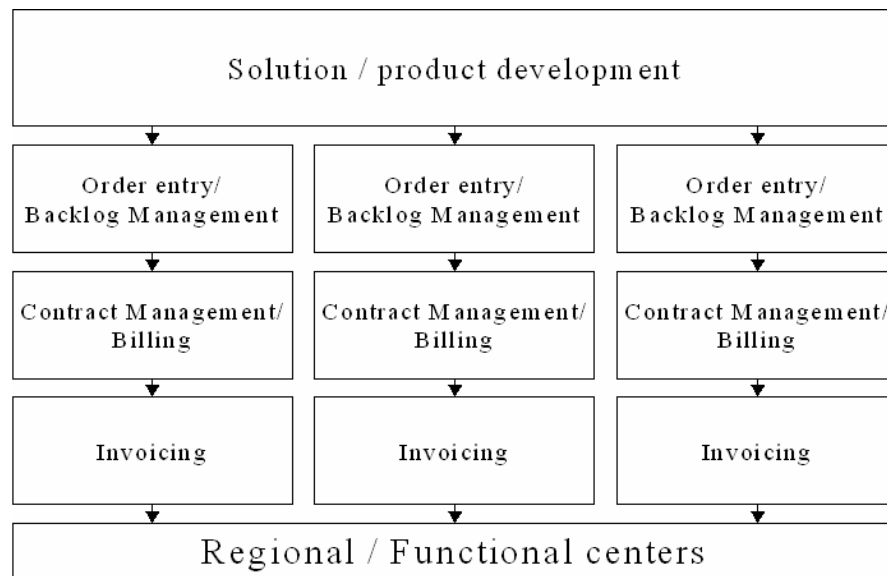 Solution / product development
Order entry/
Backlog Management
Order entry/
Backlog Management
Order entry/
Backlog Management
Contract Management/
Billing
Contract Management/
Billing
Contract Management/
Billing
Invoicing
Invoicing
Invoicing
Regional / Functional centers